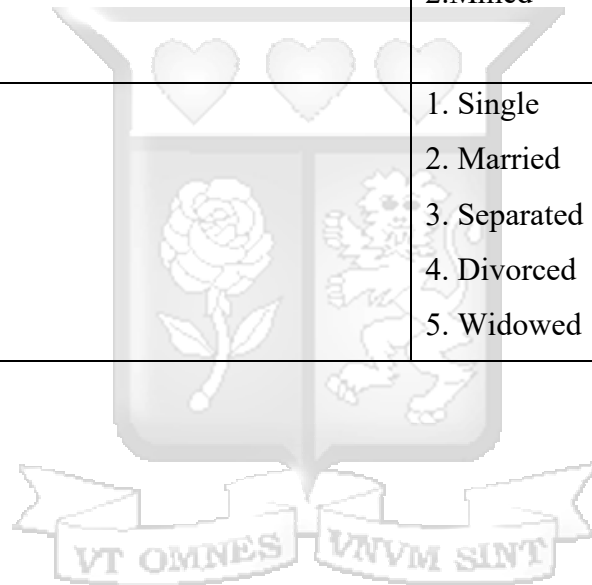 1. Single
2. Married
3. Separated
4. Divorced
5. Widowed
VT OMNES VNVM SINT